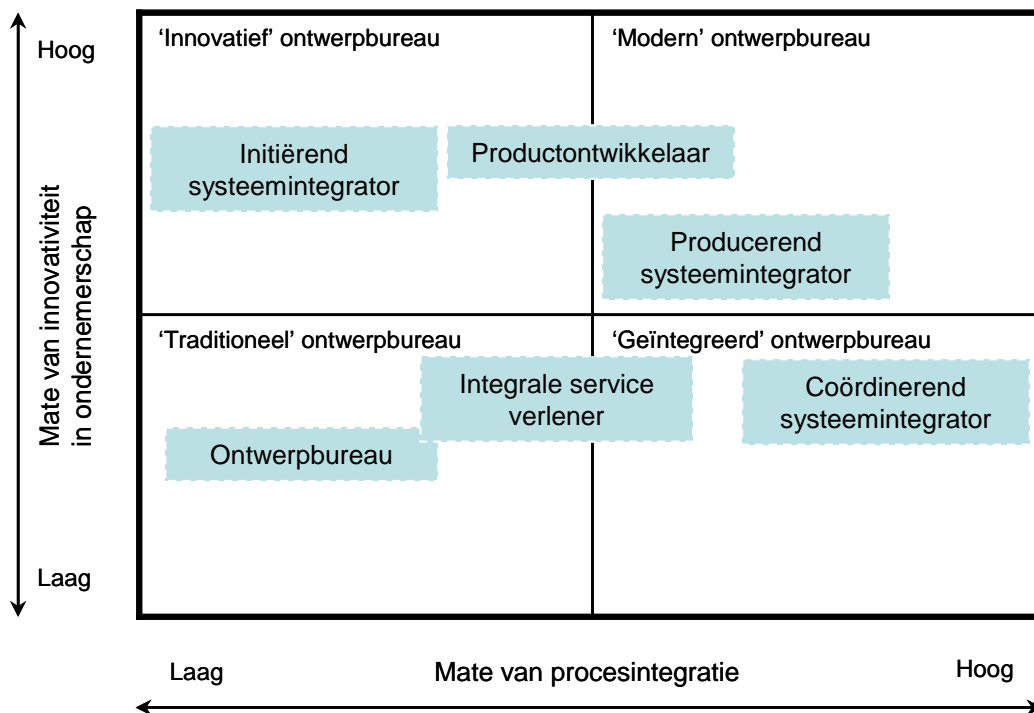 Hoog
‘Innovatief’ ontwerpbureau
‘Modern’ ontwerpbureau
Initiërend
systeemintegrator
Productontwikkelaar
Producerend
systeemintegrator
Mate van innovativiteit
in ondernemerschap
‘Traditioneel’ ontwerpbureau
‘Geïntegreerd’ ontwerpbureau
Integrale service
verlener
Coördinerend
systeemintegrator
Ontwerpbureau
Laag
Laag
Mate van procesintegratie
Hoog